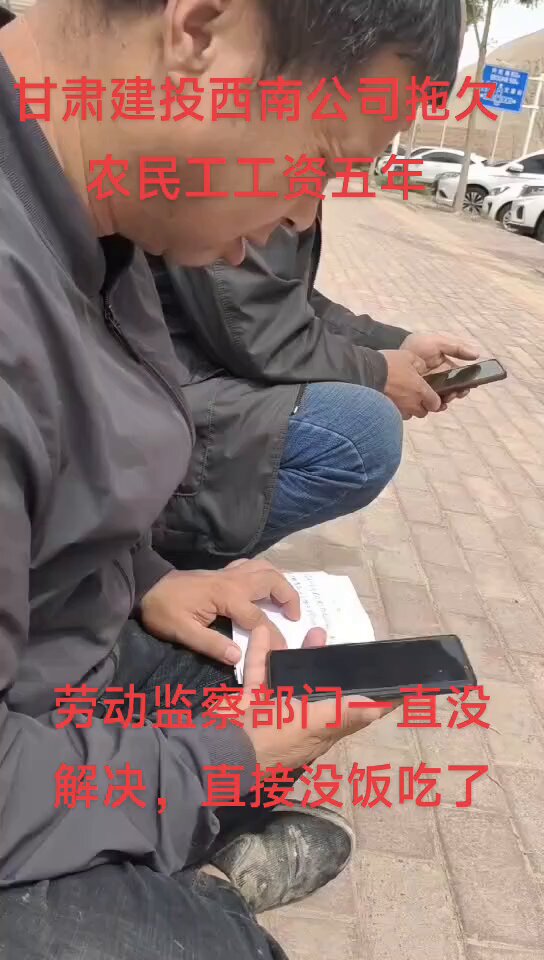 甘肃建投西南公司拖欠
农民工工资五年
劳动监察部门一直没
解决，直接没饭吃了